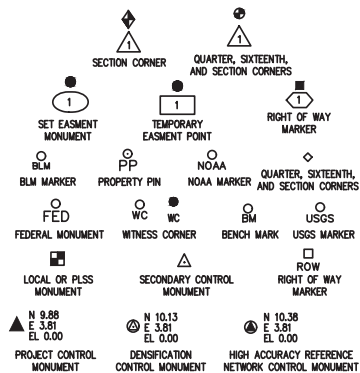 1
1
SECTION CORNER
QUARTER, SIXTEENTH,
AND SECTION CORNERS
1
1
1
SET EASMENT
MONUMENT
TEMPORARY
EASMENT POINT
RIGHT OF WAY
MARKER
BLM
PP
NOAA
BLM MARKER
PROPERTY PIN
NOAA MARKER
QUARTER, SIXTEENTH,
AND SECTION CORNERS
FED
WC
WC
BM
USGS
FEDERAL MONUMENT
WITNESS CORNER
BENCH MARK
USGS MARKER
ROW
LOCAL OR PLSS
MONUMENT
SECONDARY CONTROL
MONUMENT
RIGHT OF WAY
MARKER
N 9.88
E 3.81
EL 0.00
N 10.13
E 3.81
EL 0.00
N 10.38
E 3.81
EL 0.00
PROJECT CONTROL
MONUMENT
DENSIFICATION
CONTROL MONUMENT
HIGH ACCURACY REFERENCE
NETWORK CONTROL MONUMENT